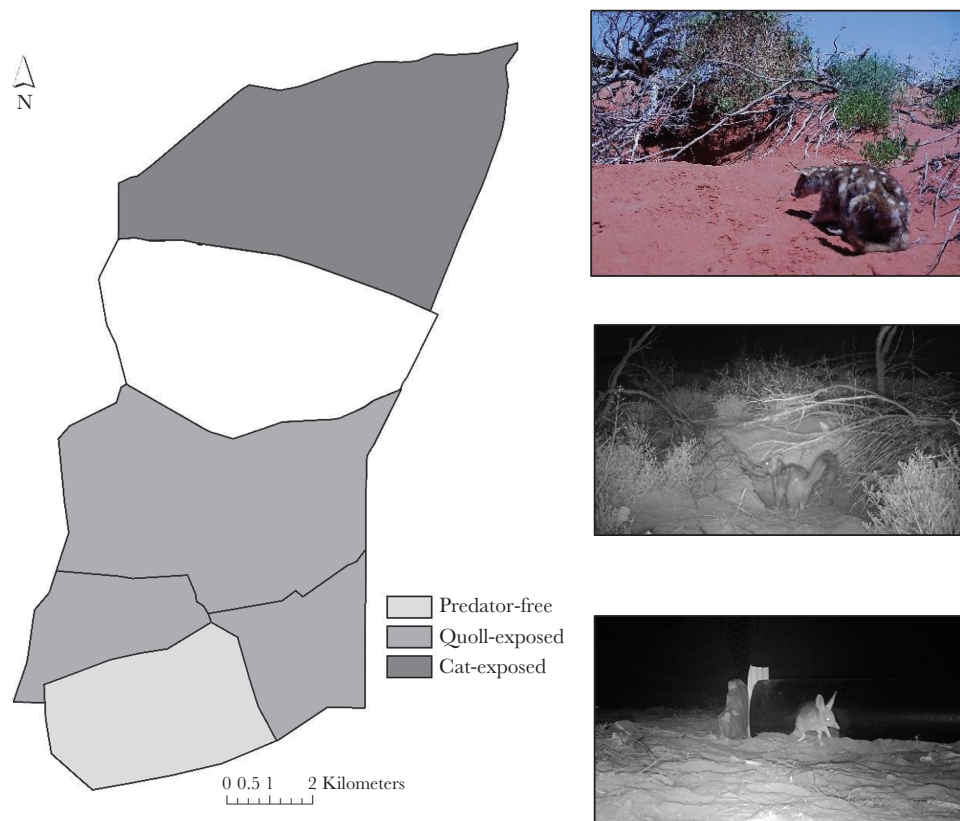 N
Predator-free
Quoll-exposed
Cat-exposed
0 0.5 1 2 Kilometers